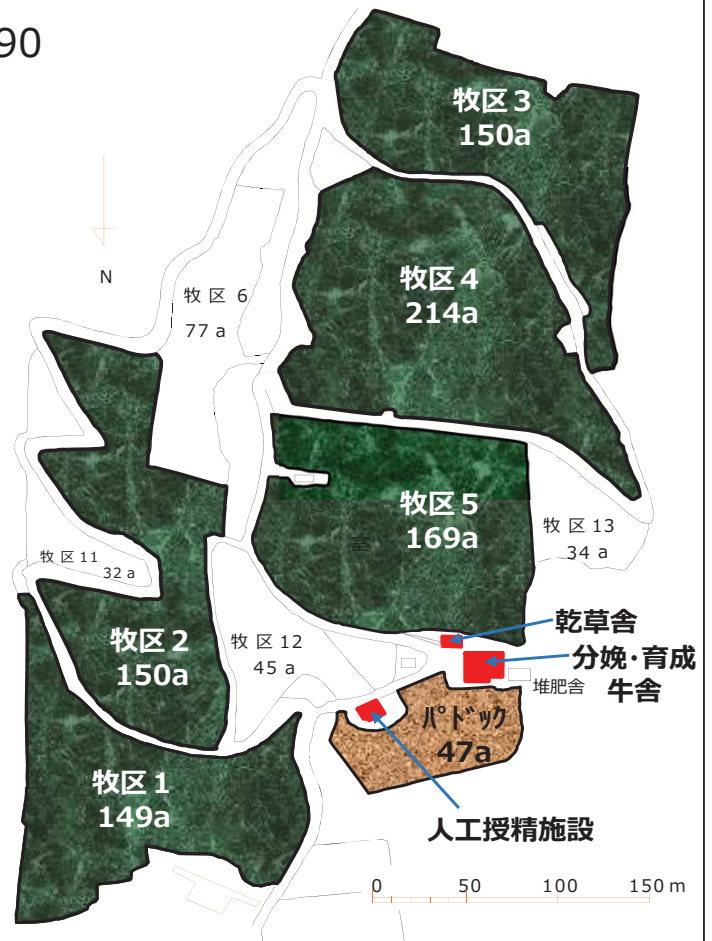 90
牧区３
150a
N
牧区 6
77 a
牧区４
214a
牧区５
169a
牧区 13
34 a
牧区 11
32 a
牧区２
150a
牧区 12
45 a
乾草舎
分娩･育成
牛舎
堆肥舎
ﾊﾟﾄﾞｯｸ
47a
牧区１
149a
人工授精施設
0 50 100 150 m